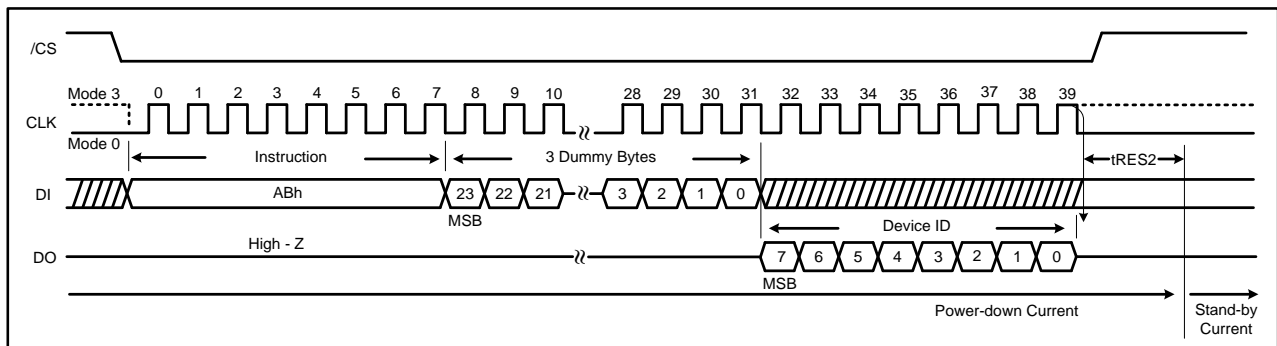 /CS
Mode 3 0 1 2 3 4 5 6 7 8 9 10 28 29 30 31 32 33 34 35 36 37 38 39
CLK
Mode 0
Instruction 3 Dummy Bytes tRES2
DI ABh 23 22 21 3 2 1 0
MSB Device ID
High - Z
DO 7 6 5 4 3 2 1 0
MSB
Power-down Current Stand-by
Current